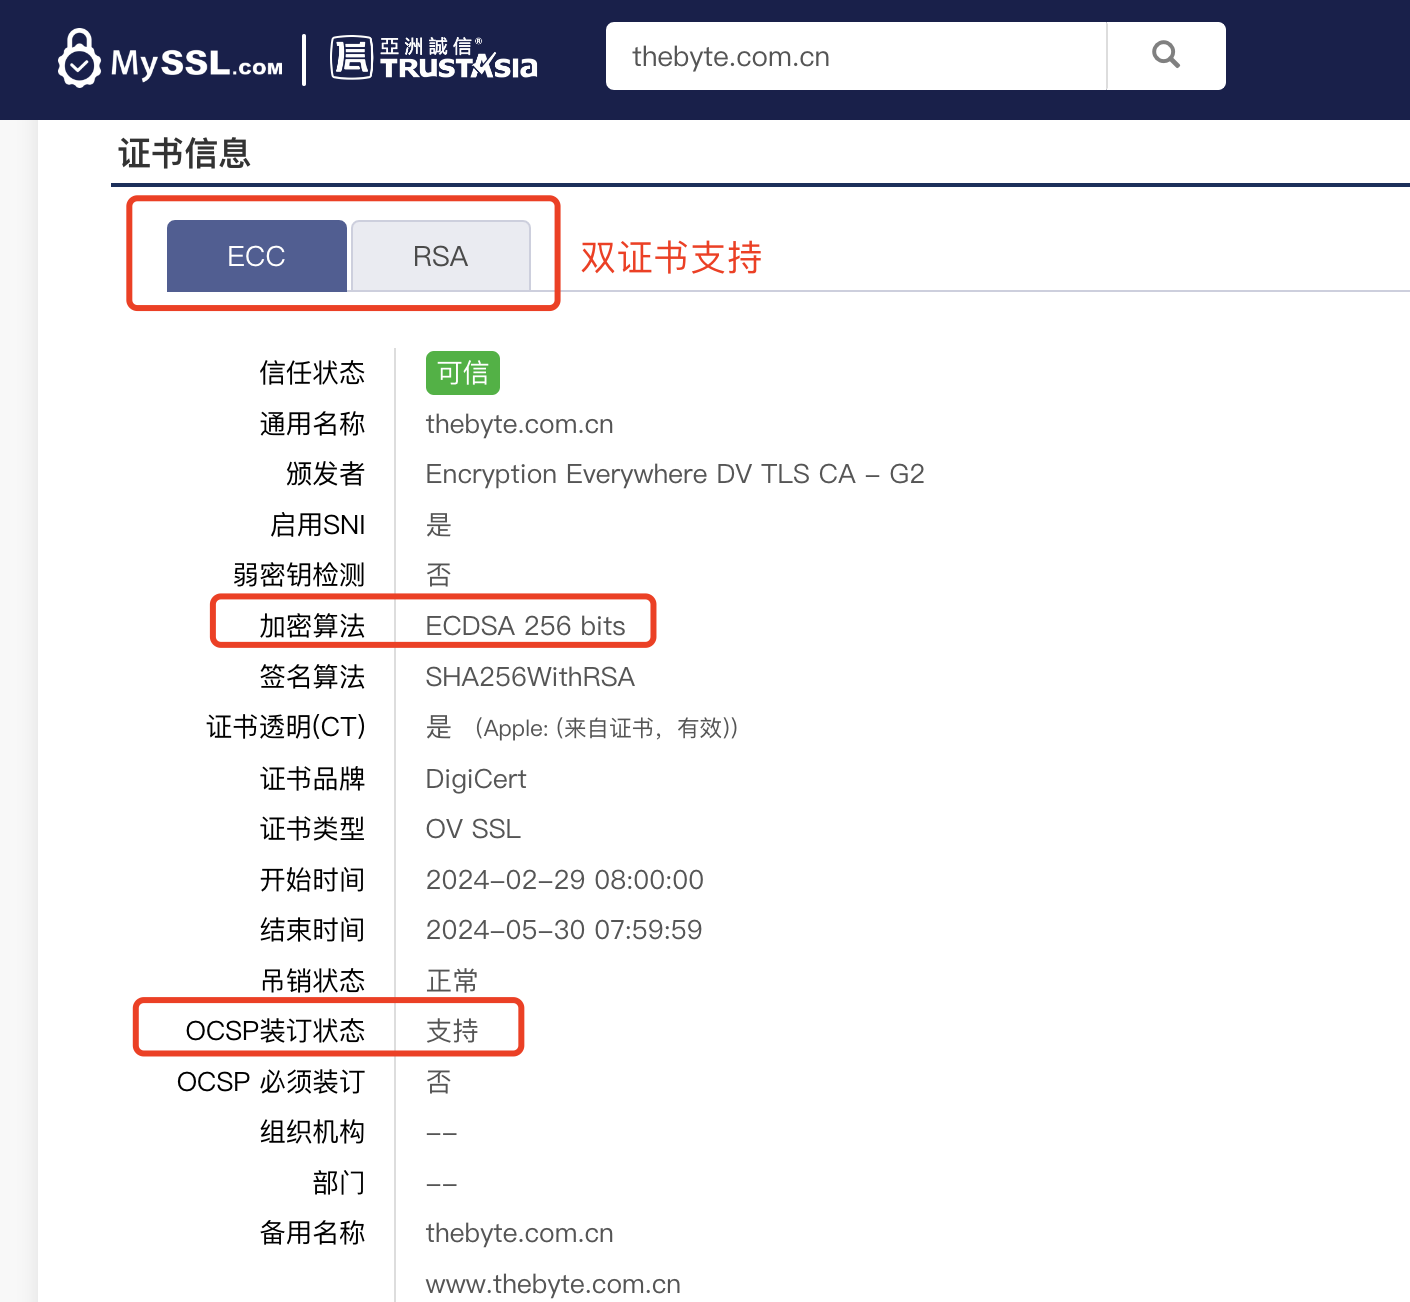 MySSL.COM
亞洲誠信®
TRUSTAsia
thebyte.com.cn
证书信息
ECC
RSA
双证书支持
信任状态 可信
通用名称 thebyte.com.cn
颁发者 Encryption Everywhere DV TLS CA - G2
启用SNI 是
弱密钥检测 否
加密算法 ECDSA 256 bits
签名算法 SHA256WithRSA
证书透明(CT) 是 (Apple: (来自证书，有效))
证书品牌 DigiCert
证书类型 OV SSL
开始时间 2024-02-29 08:00:00
结束时间 2024-05-30 07:59:59
吊销状态 正常
OCSP装订状态 支持
OCSP 必须装订 否
组织机构 --
部门 --
备用名称 thebyte.com.cn
www.thebyte.com.cn